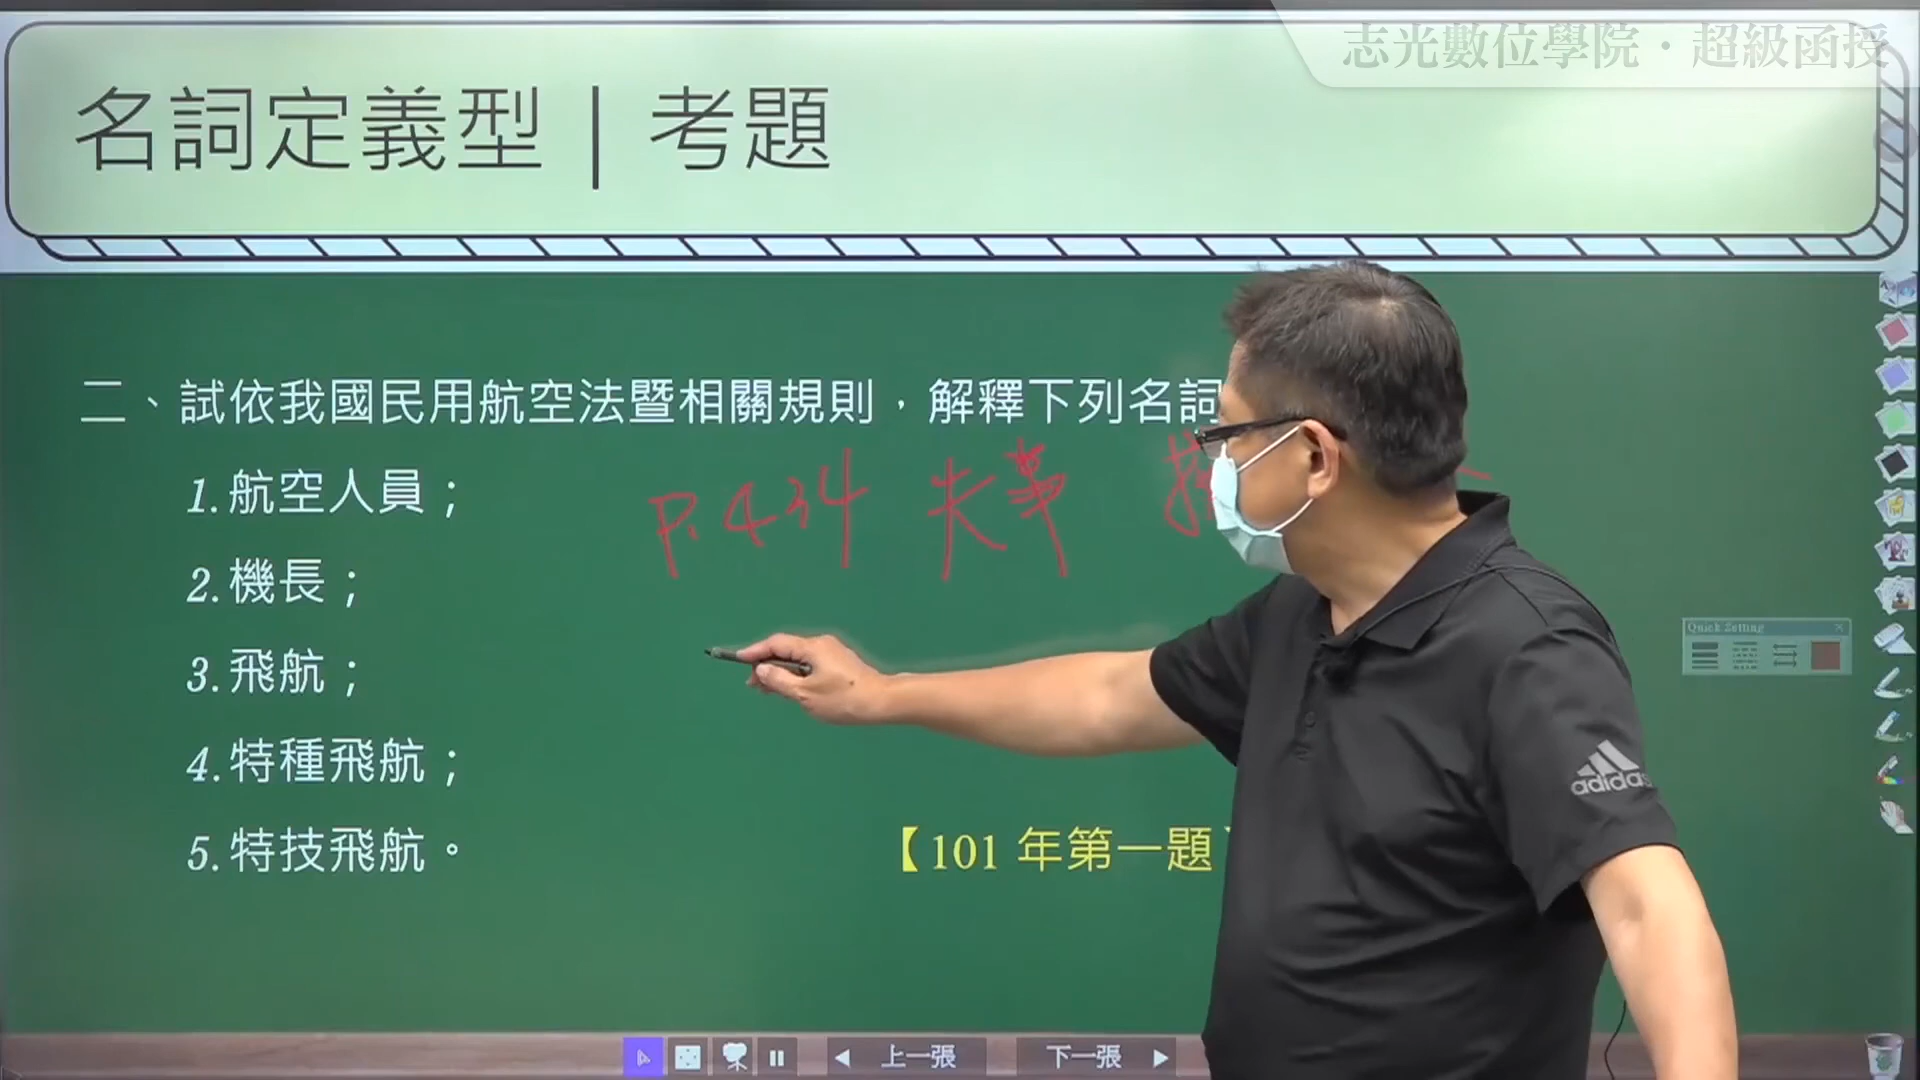 志光數位學院・超級函授
名詞定義型｜考題
二、試依我國民用航空法暨相關規則，解釋下列名詞
P.434 失事
1.航空人員；
2.機長；
3.飛航；
Quick Setting
4.特種飛航；
adidas
5.特技飛航。
【101 年第一題
上一張
下一張